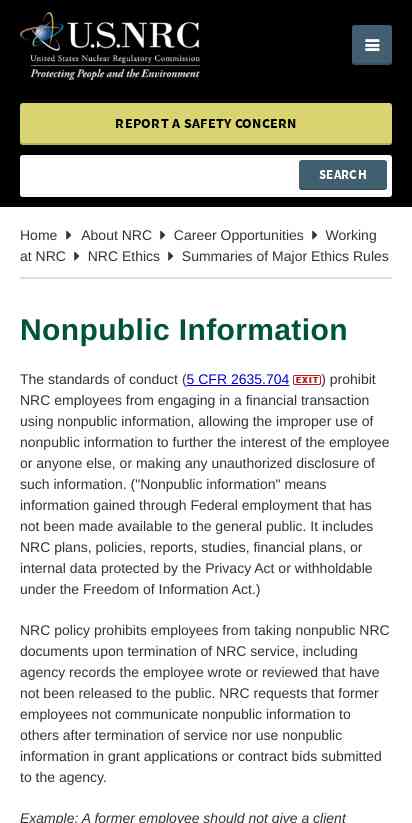 U.S.NRC
United States Nuclear Regulatory Commission
Protecting People and the Environment
REPORT A SAFETY CONCERN
SEARCH
Home About NRC Career Opportunities Working
at NRC NRC Ethics Summaries of Major Ethics Rules
Nonpublic Information
The standards of conduct (5 CFR 2635.704 EXIT) prohibit
NRC employees from engaging in a financial transaction
using nonpublic information, allowing the improper use of
nonpublic information to further the interest of the employee
or anyone else, or making any unauthorized disclosure of
such information. ("Nonpublic information" means
information gained through Federal employment that has
not been made available to the general public. It includes
NRC plans, policies, reports, studies, financial plans, or
internal data protected by the Privacy Act or withholdable
under the Freedom of Information Act.)
NRC policy prohibits employees from taking nonpublic NRC
documents upon termination of NRC service, including
agency records the employee wrote or reviewed that have
not been released to the public. NRC requests that former
employees not communicate nonpublic information to
others after termination of service nor use nonpublic
information in grant applications or contract bids submitted
to the agency.
Example: A former employee should not give a client